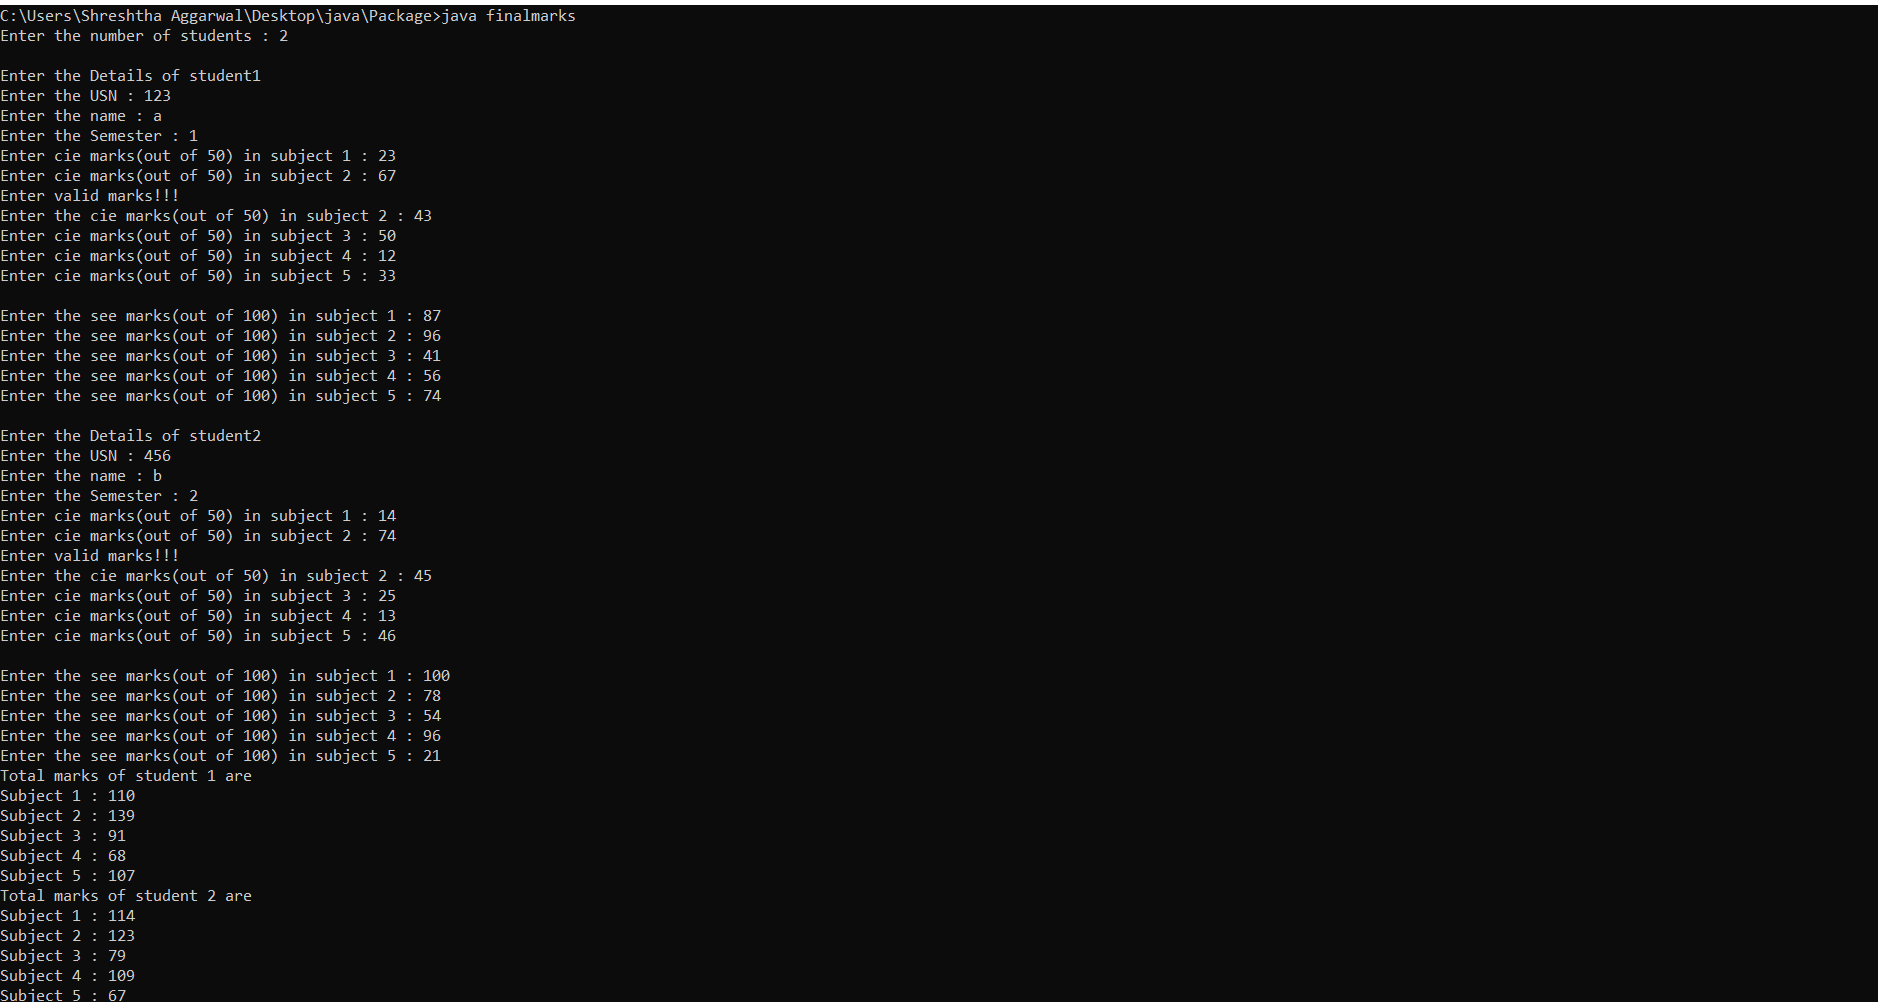 C:\Users\Shreshtha Aggarwal\Desktop\java\Package>java finalmarks
Enter the number of students : 2

Enter the Details of student1
Enter the USN : 123
Enter the name : a
Enter the Semester : 1
Enter cie marks(out of 50) in subject 1 : 23
Enter cie marks(out of 50) in subject 2 : 67
Enter valid marks!!!
Enter the cie marks(out of 50) in subject 2 : 43
Enter cie marks(out of 50) in subject 3 : 50
Enter cie marks(out of 50) in subject 4 : 12
Enter cie marks(out of 50) in subject 5 : 33

Enter the see marks(out of 100) in subject 1 : 87
Enter the see marks(out of 100) in subject 2 : 96
Enter the see marks(out of 100) in subject 3 : 41
Enter the see marks(out of 100) in subject 4 : 56
Enter the see marks(out of 100) in subject 5 : 74

Enter the Details of student2
Enter the USN : 456
Enter the name : b
Enter the Semester : 2
Enter cie marks(out of 50) in subject 1 : 14
Enter cie marks(out of 50) in subject 2 : 74
Enter valid marks!!!
Enter the cie marks(out of 50) in subject 2 : 45
Enter cie marks(out of 50) in subject 3 : 25
Enter cie marks(out of 50) in subject 4 : 13
Enter cie marks(out of 50) in subject 5 : 46

Enter the see marks(out of 100) in subject 1 : 100
Enter the see marks(out of 100) in subject 2 : 78
Enter the see marks(out of 100) in subject 3 : 54
Enter the see marks(out of 100) in subject 4 : 96
Enter the see marks(out of 100) in subject 5 : 21
Total marks of student 1 are
Subject 1 : 110
Subject 2 : 139
Subject 3 : 91
Subject 4 : 68
Subject 5 : 107
Total marks of student 2 are
Subject 1 : 114
Subject 2 : 123
Subject 3 : 79
Subject 4 : 109
Subject 5 : 67